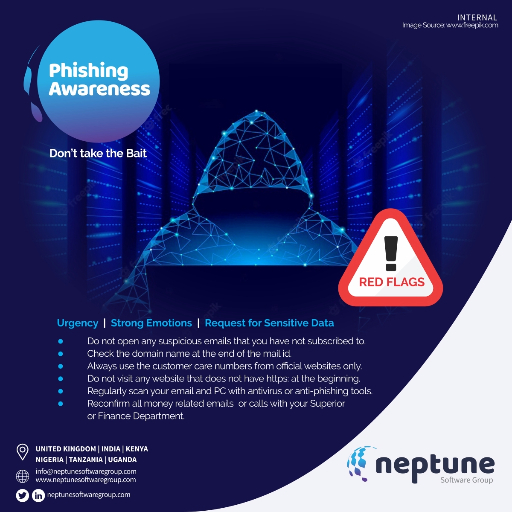 INTERNAL
Image Source: www.freepik.com
Phishing
Awareness
Don't take the Bait
RED FLAGS
Urgency | Strong Emotions | Request for Sensitive Data
Do not open any suspicious emails that you have not subscribed to.
Check the domain name at the end of the mail id.
Always use the customer care numbers from official websites only.
Do not visit any website that does not have https: at the beginning.
Regularly scan your email and PC with antivirus or anti-phishing tools.
Reconfirm all money related emails or calls with your Superior
or Finance Department.
UNITED KINGDOM | INDIA | KENYA
NIGERIA | TANZANIA | UGANDA
info@neptunesoftwaregroup.com
www.neptunesoftwaregroup.com
neptunesoftwaregroup.com
neptune
Software Group